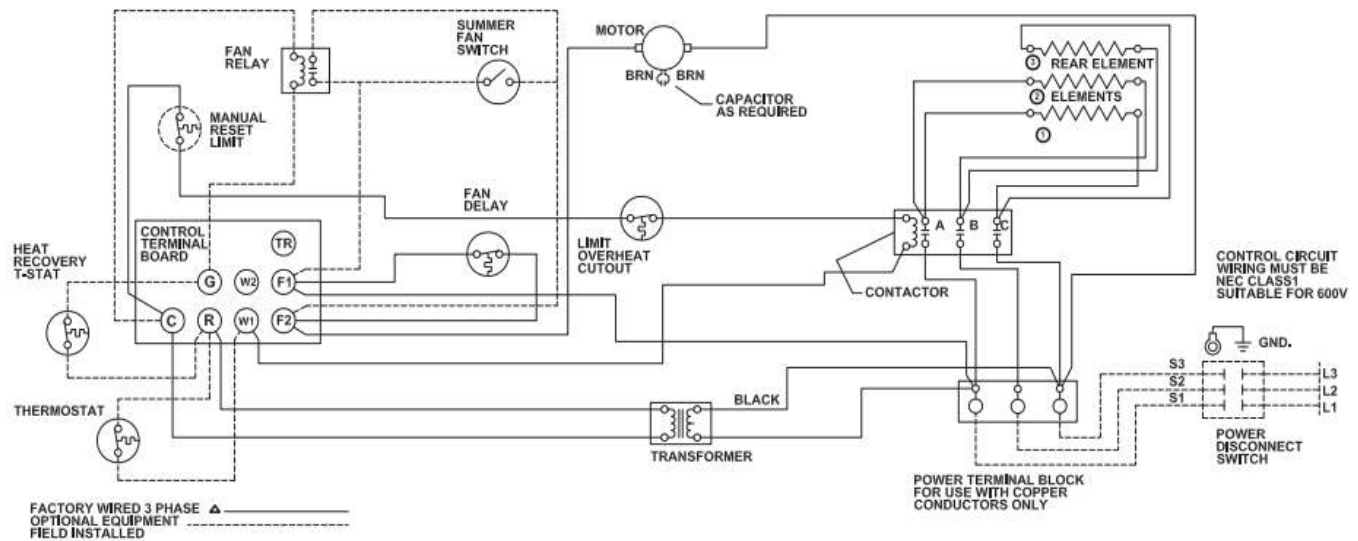 FAN
RELAY
SUMMER
FAN
SWITCH
MOTOR
BRN
BRN
CAPACITOR
AS REQUIRED
3
REAR ELEMENT
2
ELEMENTS
1
MANUAL
RESET
LIMIT
FAN
DELAY
LIMIT
OVERHEAT
CUTOUT
A
B
C
CONTACTOR
CONTROL CIRCUIT
WIRING MUST BE
NEC CLASS1
SUITABLE FOR 600V
HEAT
RECOVERY
T-STAT
CONTROL
TERMINAL
BOARD
TR
G
W2
F1
C
R
W1
F2
GND.
S3
S2
S1
L3
L2
L1
POWER
DISCONNECT
SWITCH
THERMOSTAT
BLACK
TRANSFORMER
POWER TERMINAL BLOCK
FOR USE WITH COPPER
CONDUCTORS ONLY
FACTORY WIRED 3 PHASE Δ
OPTIONAL EQUIPMENT
FIELD INSTALLED